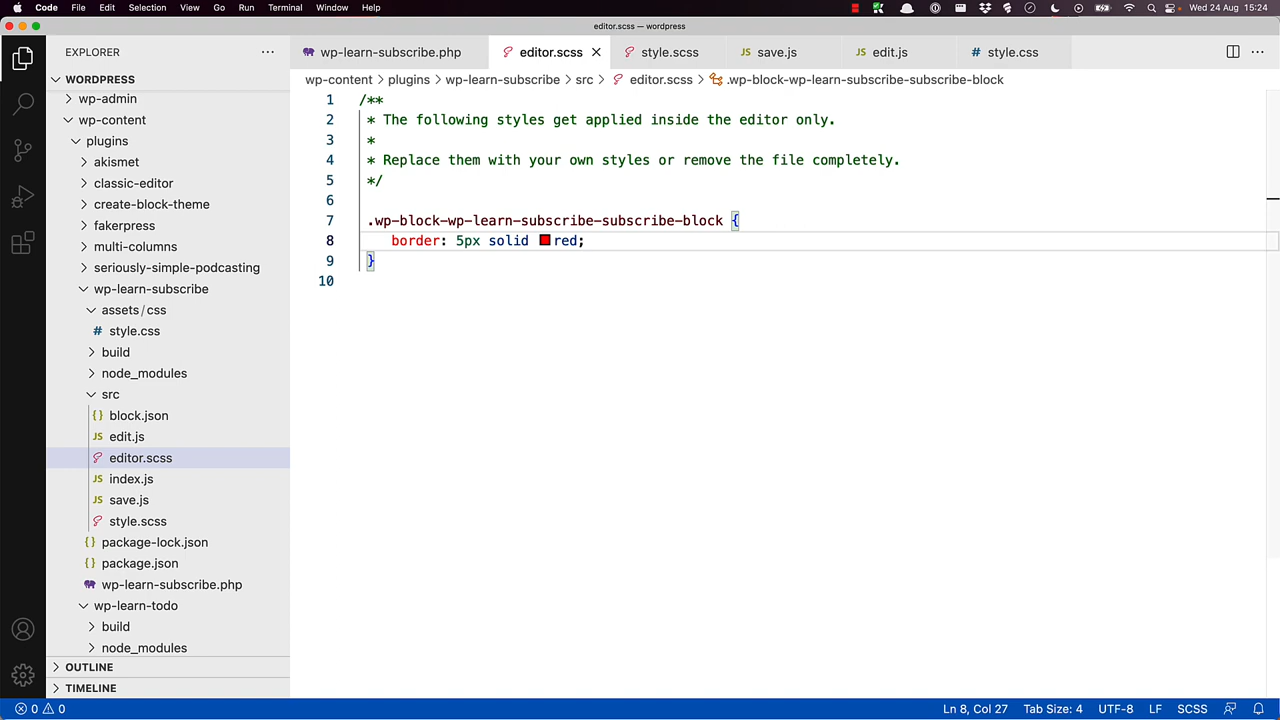 Code File Edit Selection View Go Run Terminal Window Help
Wed 24 Aug 15:24
editor.scss — wordpress
EXPLORER
wp-learn-subscribe.php
editor.scss
style.scss
JS save.js
JS edit.js
# style.css
WORDPRESS
wp-content > plugins > wp-learn-subscribe > src > editor.scss > .wp-block-wp-learn-subscribe-subscribe-block
wp-admin
wp-content
plugins
akismet
classic-editor
create-block-theme
fakerpress
multi-columns
seriously-simple-podcasting
wp-learn-subscribe
assets/css
# style.css
build
node_modules
src
{} block.json
JS edit.js
editor.scss
JS index.js
JS save.js
style.scss
{} package-lock.json
{} package.json
wp-learn-subscribe.php
wp-learn-todo
build
node_modules
OUTLINE
TIMELINE
1 /**
2 * The following styles get applied inside the editor only.
3 *
4 * Replace them with your own styles or remove the file completely.
5 */
6
7 .wp-block-wp-learn-subscribe-subscribe-block {
8 border: 5px solid red;
9 }
10
0 0
Ln 8, Col 27 Tab Size: 4 UTF-8 LF SCSS